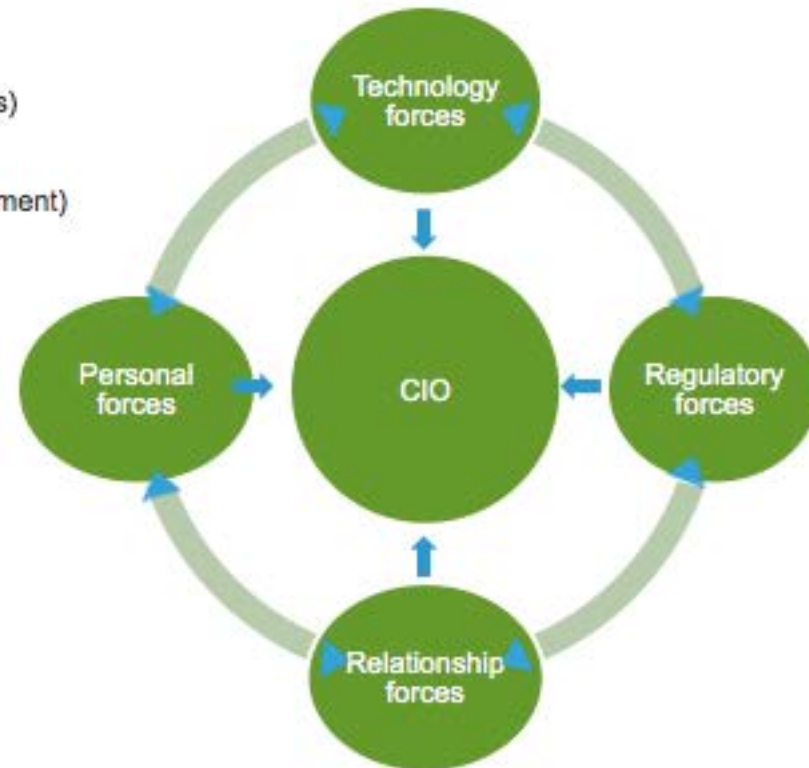 s)
ment)
Technology
forces
Personal
forces
CIO
Regulatory
forces
Relationship
forces